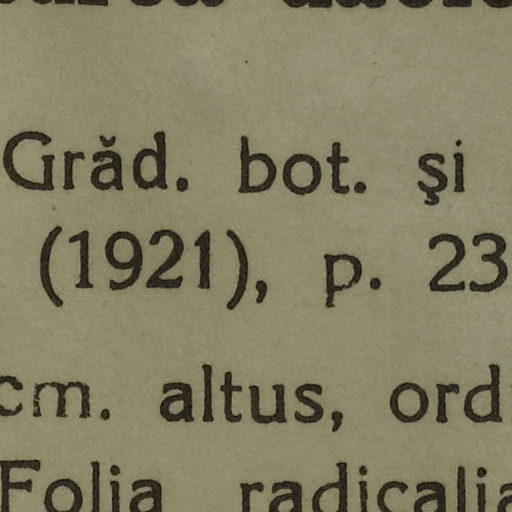 Grăd. bot. şi
(1921), p. 23
cm. altus, ord
Folia radicalia